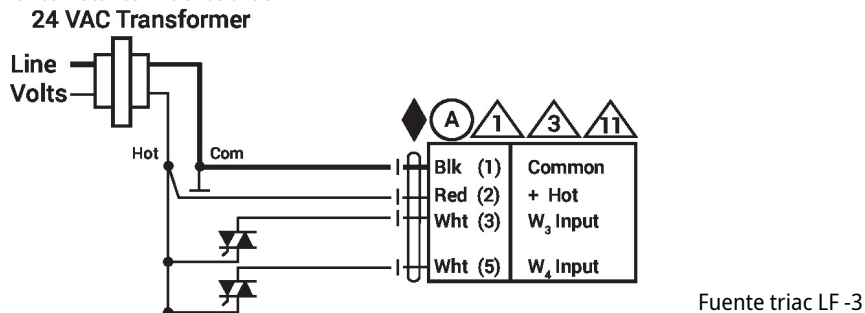 24 VAC Transformer
Line
Volts
Hot
Com
A
1
3
11
Blk (1) Common
Red (2) + Hot
Wht (3) W₃ Input
Wht (5) W₄ Input
Fuente triac LF -3